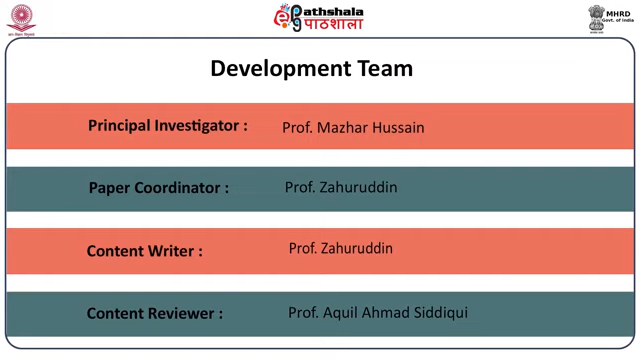 ePG Pathshala
पाठशाला
MHRD
Govt. of India
Development Team
Principal Investigator : Prof. Mazhar Hussain
Paper Coordinator : Prof. Zahuruddin
Content Writer : Prof. Zahuruddin
Content Reviewer : Prof. Aquil Ahmad Siddiqui